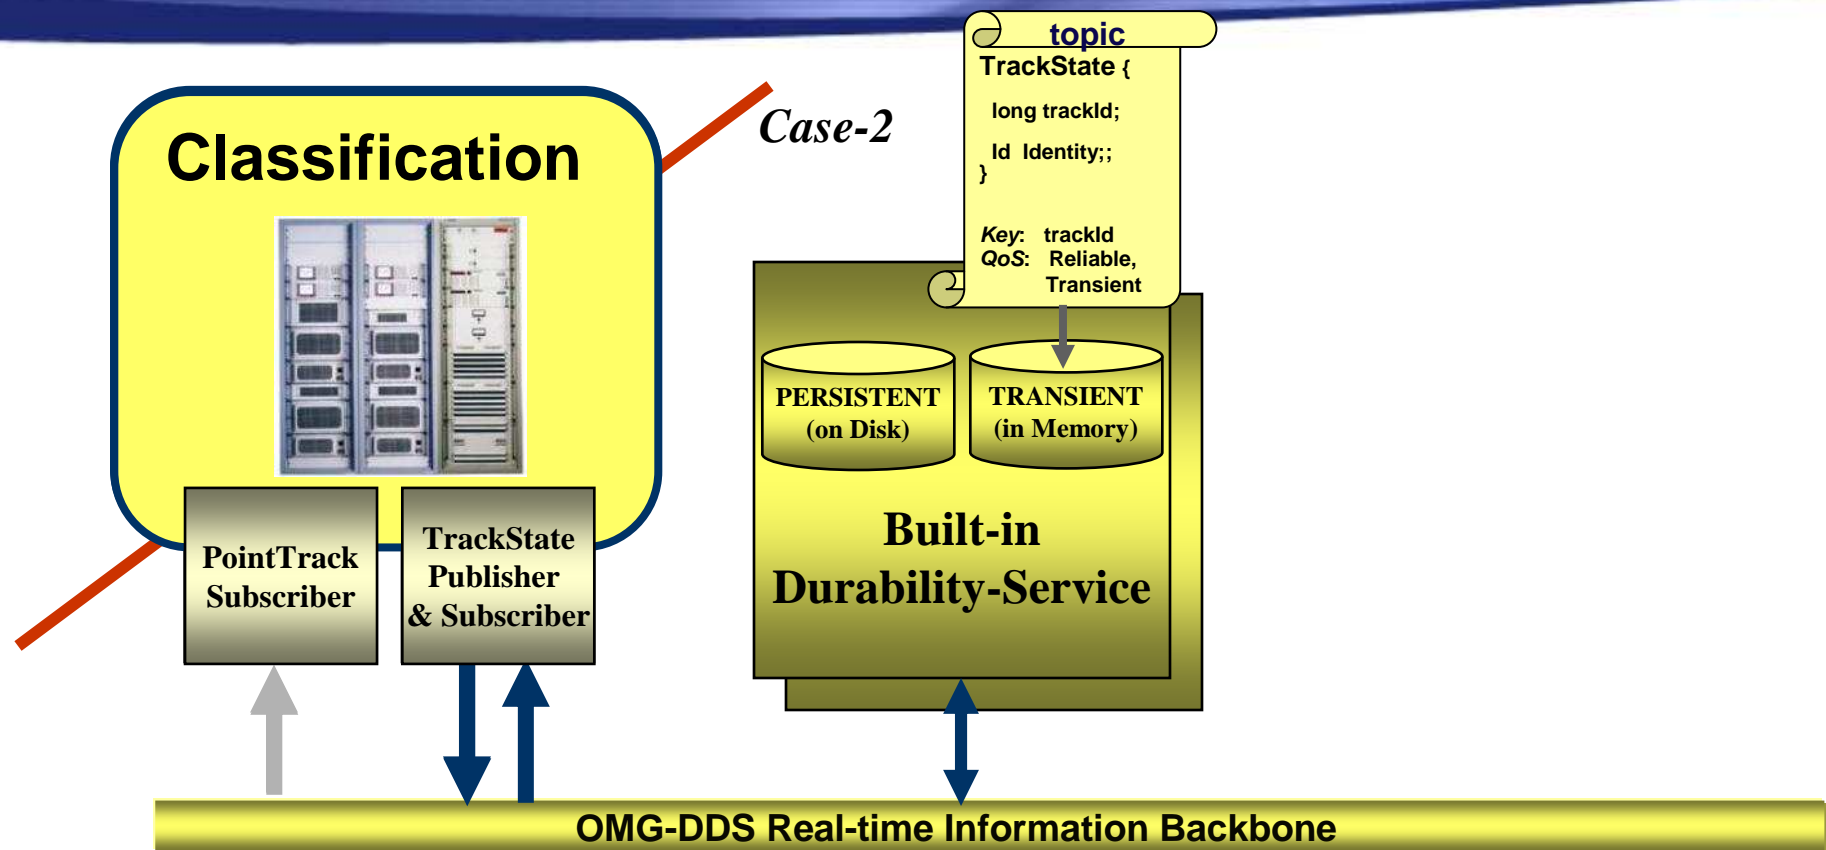 topic
TrackState {
long trackId;
Id Identity;;
}
Key: trackId
QoS: Reliable,
Transient
Case-2
Classification
PointTrack
Subscriber
TrackState
Publisher
& Subscriber
PERSISTENT
(on Disk)
TRANSIENT
(in Memory)
Built-in
Durability-Service
OMG-DDS Real-time Information Backbone